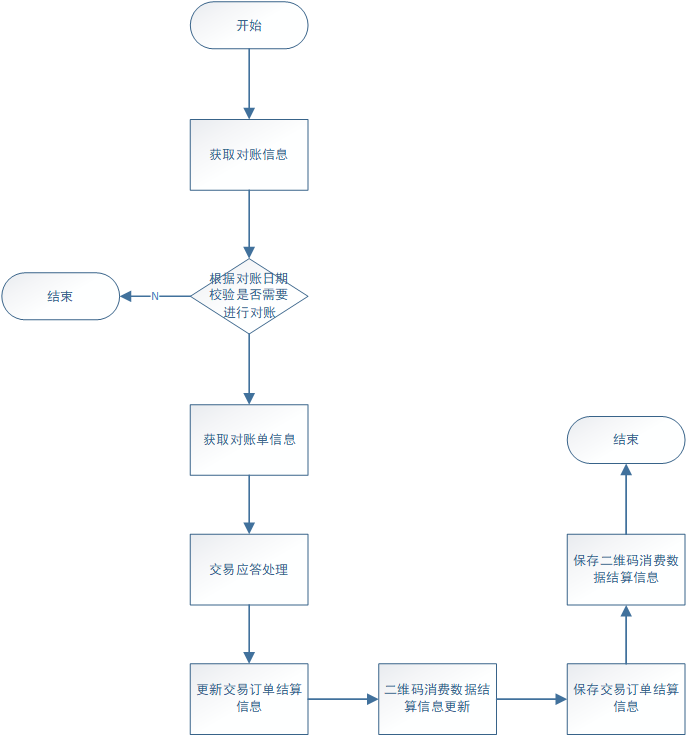 开始
获取对账信息
根据对账日期
校验是否需要
进行对账
N
结束
获取对账单信息
交易应答处理
更新交易订单结算
信息
二维码消费数据结
算信息更新
保存交易订单结算
信息
保存二维码消费数
据结算信息
结束